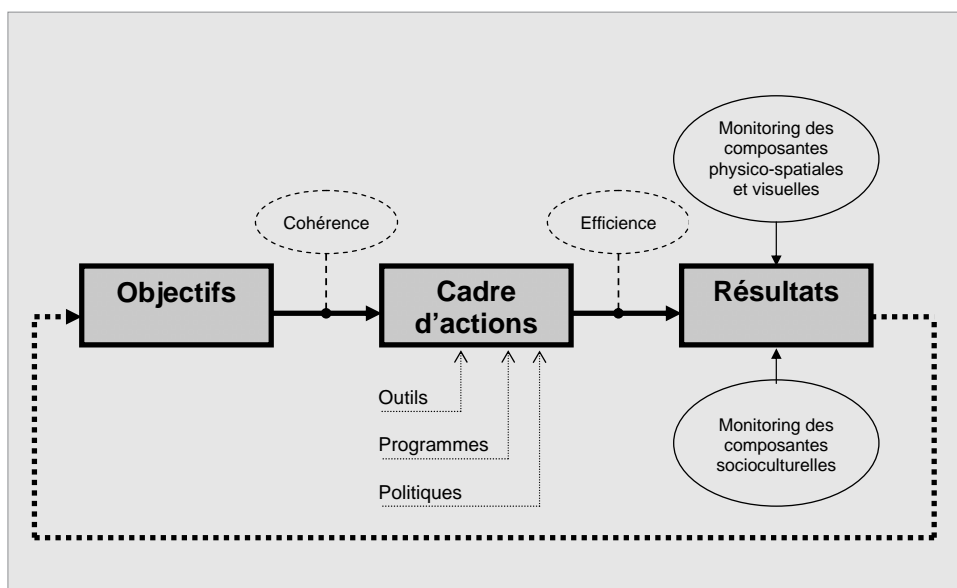 Monitoring des
composantes
physico-spatiales
et visuelles
Cohérence
Efficience
Objectifs
Cadre
d’actions
Résultats
Outils
Programmes
Politiques
Monitoring des
composantes
socioculturelles